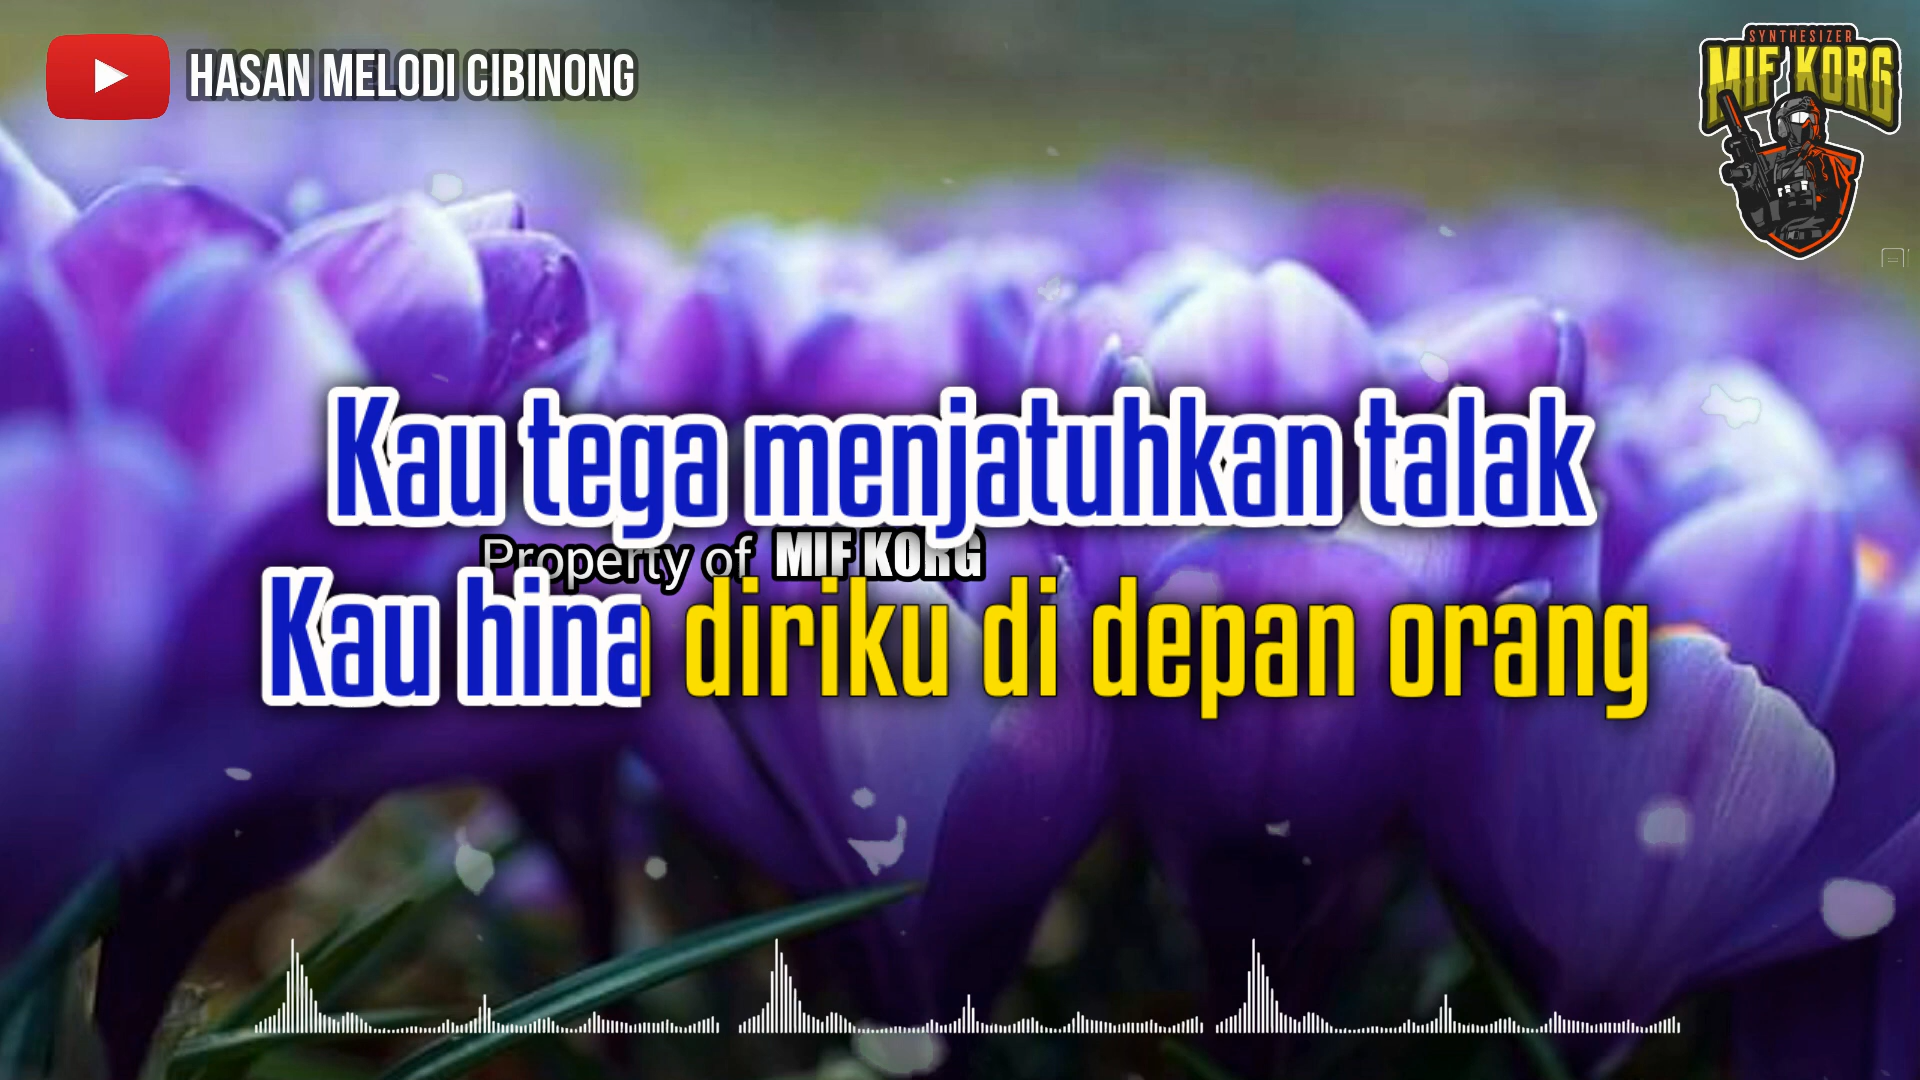 HASAN MELODI CIBINONG
SYNTHESIZER
MIF KORG
Kau tega menjatuhkan talak
Property of MIF KORG
Kau hina diriku di depan orang